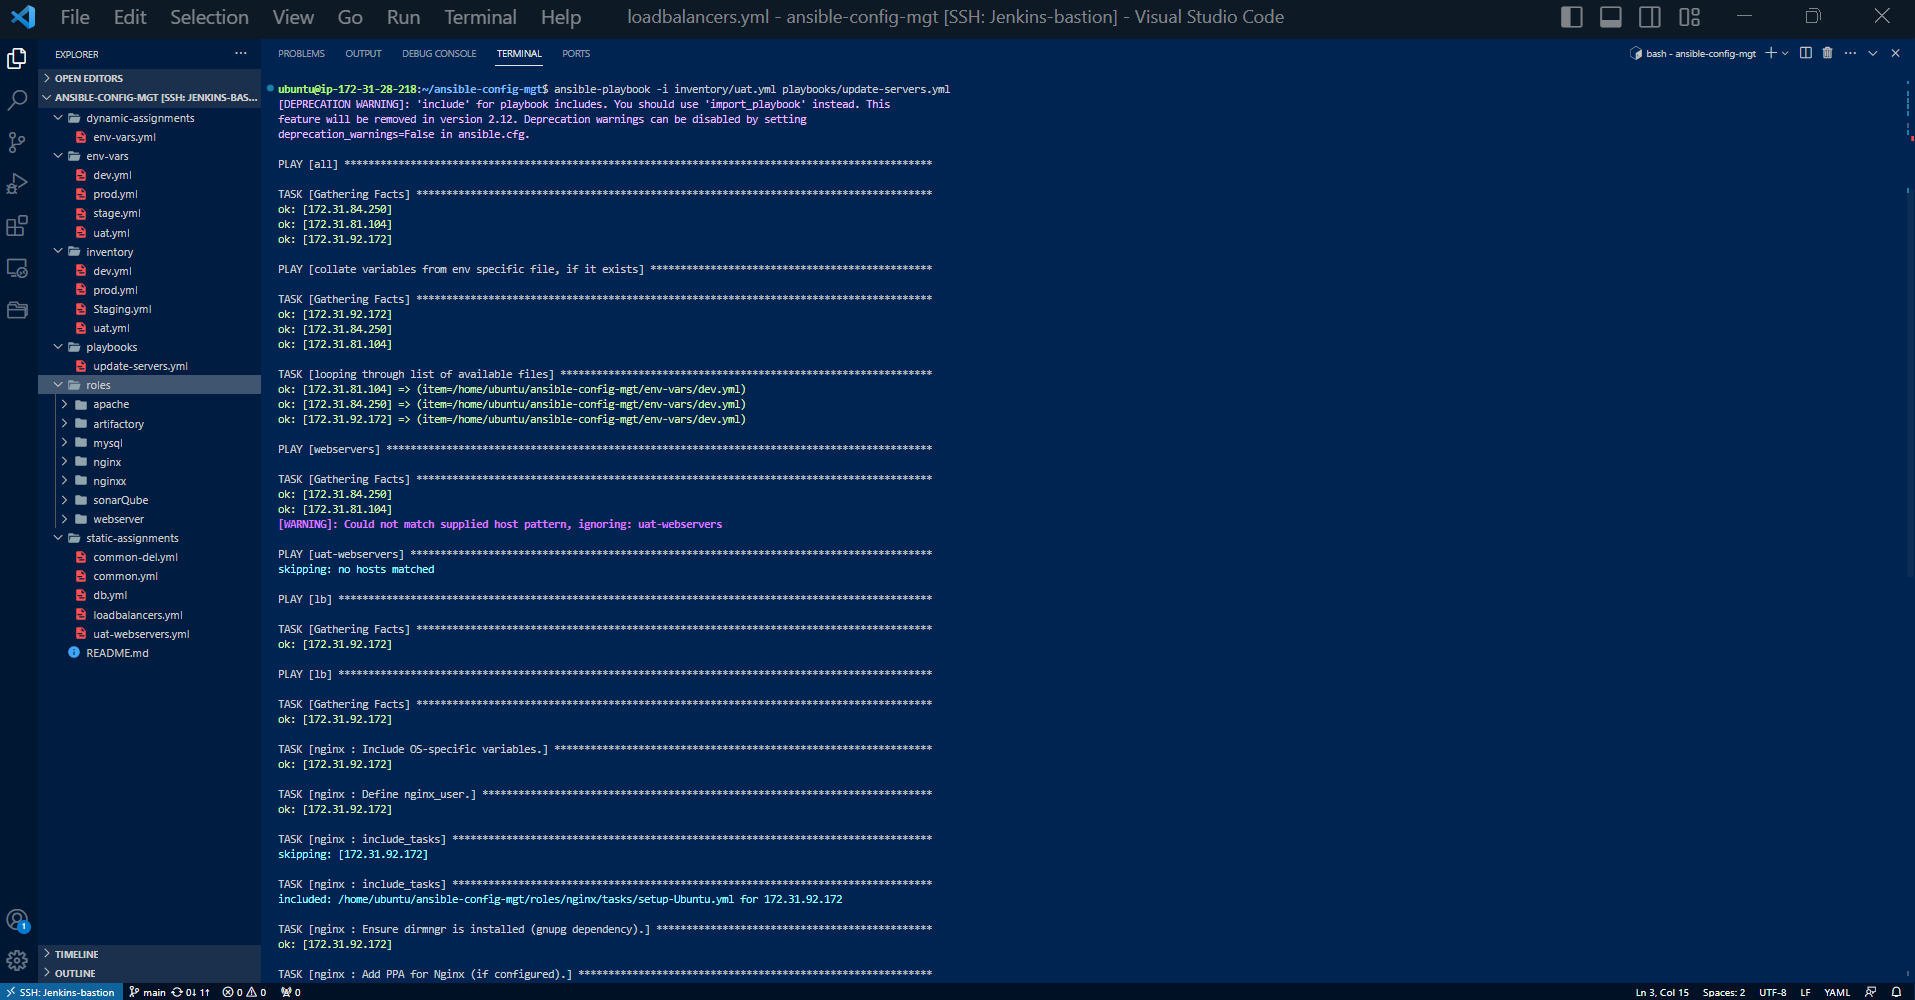 File Edit Selection View Go Run Terminal Help loadbalancers.yml - ansible-config-mgt [SSH: Jenkins-bastion] - Visual Studio Code
EXPLORER ···
OPEN EDITORS
ANSIBLE-CONFIG-MGT [SSH: JENKINS-BAS...
dynamic-assignments
env-vars.yml
env-vars
dev.yml
prod.yml
stage.yml
uat.yml
inventory
dev.yml
prod.yml
Staging.yml
uat.yml
playbooks
update-servers.yml
roles
apache
artifactory
mysql
nginx
nginxx
sonarQube
webserver
static-assignments
common-del.yml
common.yml
db.yml
loadbalancers.yml
uat-webservers.yml
README.md
1
TIMELINE
OUTLINE
PROBLEMS OUTPUT DEBUG CONSOLE TERMINAL PORTS
bash - ansible-config-mgt
ubuntu@ip-172-31-28-218:~/ansible-config-mgt$ ansible-playbook -i inventory/uat.yml playbooks/update-servers.yml
[DEPRECATION WARNING]: 'include' for playbook includes. You should use 'import_playbook' instead. This
feature will be removed in version 2.12. Deprecation warnings can be disabled by setting
deprecation_warnings=False in ansible.cfg.
PLAY [all] **************************************************************************************************
TASK [Gathering Facts] **************************************************************************************
ok: [172.31.84.250]
ok: [172.31.81.104]
ok: [172.31.92.172]
PLAY [collate variables from env specific file, if it exists] ***********************************************
TASK [Gathering Facts] **************************************************************************************
ok: [172.31.92.172]
ok: [172.31.84.250]
ok: [172.31.81.104]
TASK [looping through list of available files] **************************************************************
ok: [172.31.81.104] => (item=/home/ubuntu/ansible-config-mgt/env-vars/dev.yml)
ok: [172.31.84.250] => (item=/home/ubuntu/ansible-config-mgt/env-vars/dev.yml)
ok: [172.31.92.172] => (item=/home/ubuntu/ansible-config-mgt/env-vars/dev.yml)
PLAY [webservers] *******************************************************************************************
TASK [Gathering Facts] **************************************************************************************
ok: [172.31.84.250]
ok: [172.31.81.104]
[WARNING]: Could not match supplied host pattern, ignoring: uat-webservers
PLAY [uat-webservers] ***************************************************************************************
skipping: no hosts matched
PLAY [lb] ***************************************************************************************************
TASK [Gathering Facts] **************************************************************************************
ok: [172.31.92.172]
PLAY [lb] ***************************************************************************************************
TASK [Gathering Facts] **************************************************************************************
ok: [172.31.92.172]
TASK [nginx : Include OS-specific variables.] ***************************************************************
ok: [172.31.92.172]
TASK [nginx : Define nginx_user.] ***************************************************************************
ok: [172.31.92.172]
TASK [nginx : include_tasks] ********************************************************************************
skipping: [172.31.92.172]
TASK [nginx : include_tasks] ********************************************************************************
included: /home/ubuntu/ansible-config-mgt/roles/nginx/tasks/setup-Ubuntu.yml for 172.31.92.172
TASK [nginx : Ensure dirmngr is installed (gnupg dependency).] **********************************************
ok: [172.31.92.172]
TASK [nginx : Add PPA for Nginx (if configured).] ***********************************************************
SSH: Jenkins-bastion main 0↓ 1↑ 0 0 0 Ln 3, Col 15 Spaces: 2 UTF-8 LF YAML